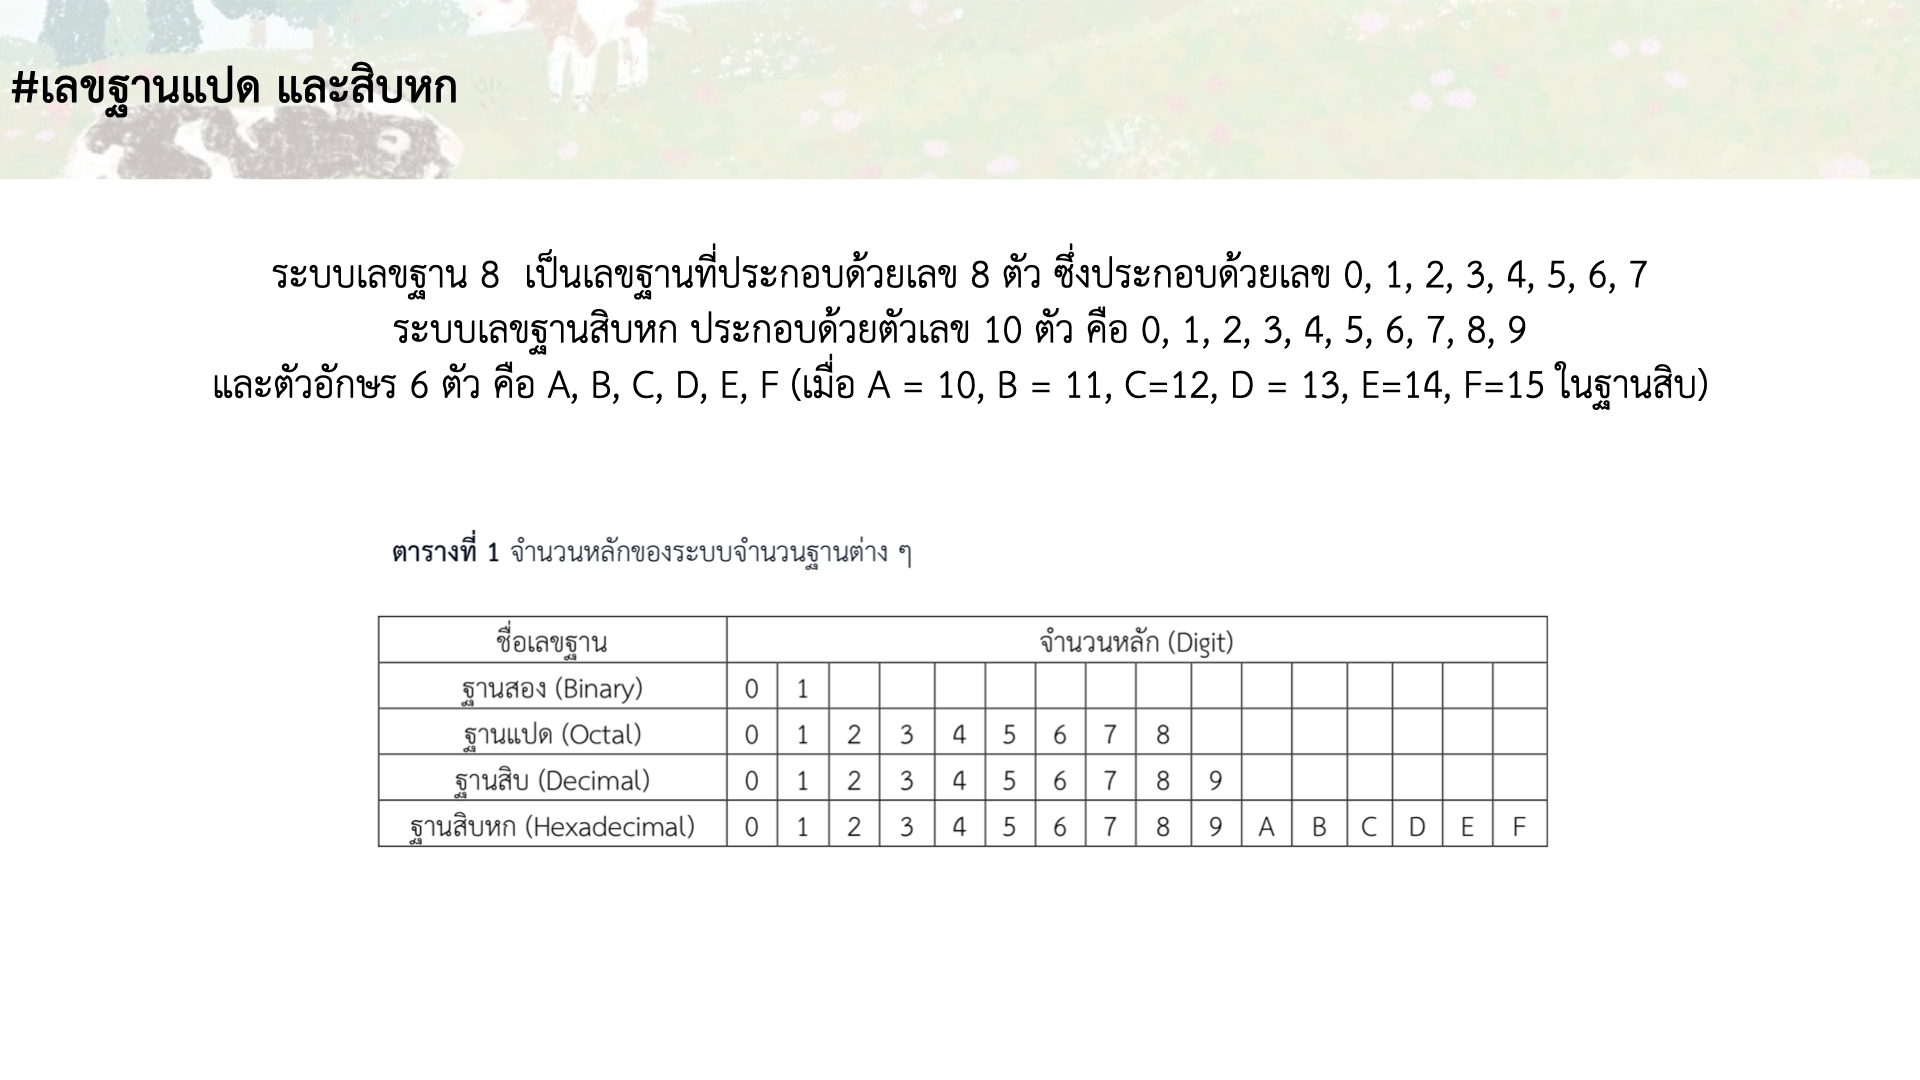 #เลขฐานแปด และสิบหก
ระบบเลขฐาน 8  เป็นเลขฐานที่ประกอบด้วยเลข 8 ตัว ซึ่งประกอบด้วยเลข 0, 1, 2, 3, 4, 5, 6, 7
ระบบเลขฐานสิบหก ประกอบด้วยตัวเลข 10 ตัว คือ 0, 1, 2, 3, 4, 5, 6, 7, 8, 9
และตัวอักษร 6 ตัว คือ A, B, C, D, E, F (เมื่อ A = 10, B = 11, C=12, D = 13, E=14, F=15 ในฐานสิบ)
ตารางที่ 1 จำนวนหลักของระบบจำนวนฐานต่าง ๆ
ชื่อเลขฐาน จำนวนหลัก (Digit)
ฐานสอง (Binary) 0 1
ฐานแปด (Octal) 0 1 2 3 4 5 6 7 8
ฐานสิบ (Decimal) 0 1 2 3 4 5 6 7 8 9
ฐานสิบหก (Hexadecimal) 0 1 2 3 4 5 6 7 8 9 A B C D E F